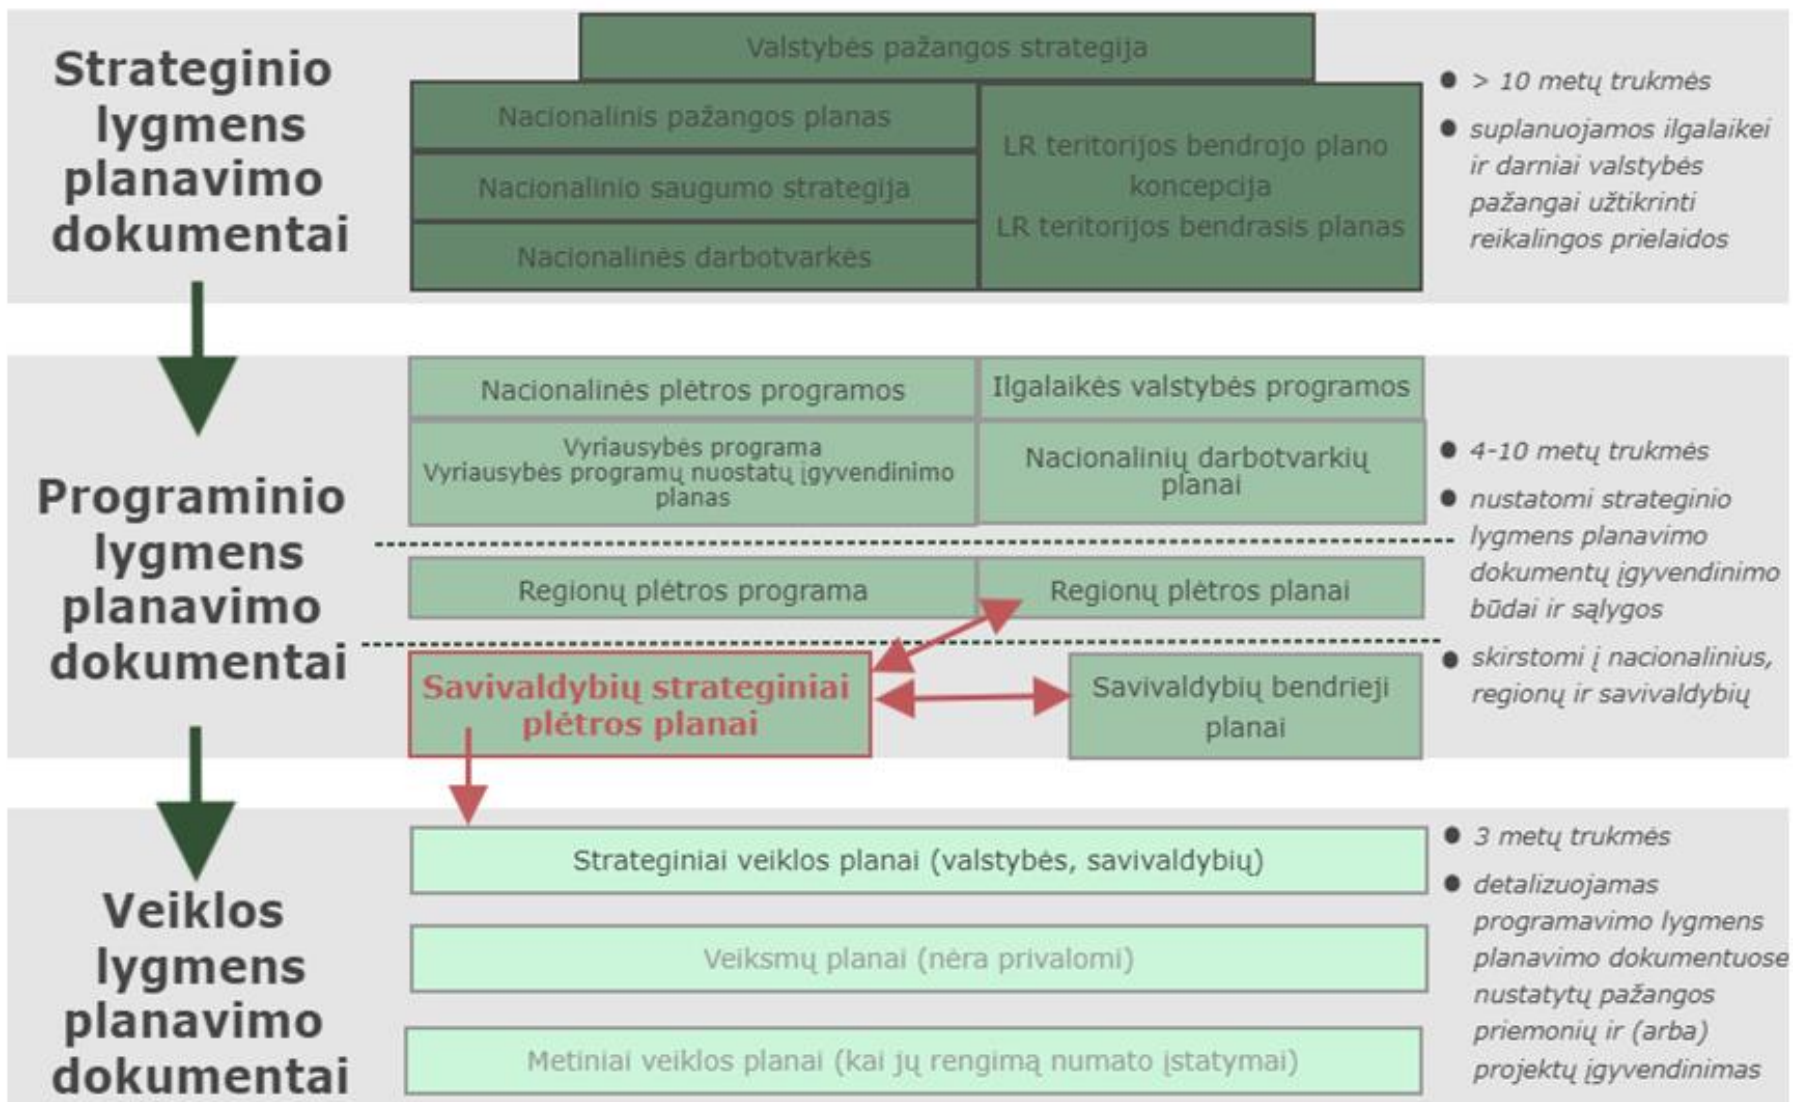 Strateginio
lygmens
planavimo
dokumentai
Valstybės pažangos strategija
Nacionalinis pažangos planas
Nacionalinio saugumo strategija
Nacionalinės darbotvarkės
LR teritorijos bendrojo plano
koncepcija
LR teritorijos bendrasis planas
> 10 metų trukmės
suplanuojamos ilgalaikei
ir darniai valstybės
pažangai užtikrinti
reikalingos prielaidos
Programinio
lygmens
planavimo
dokumentai
Nacionalinės plėtros programos
Ilgalaikės valstybės programos
Vyriausybės programa
Vyriausybės programų nuostatų įgyvendinimo
planas
Nacionalinių darbotvarkių
planai
Regionų plėtros programa
Regionų plėtros planai
Savivaldybių strateginiai
plėtros planai
Savivaldybių bendrieji
planai
4-10 metų trukmės
nustatomi strateginio
lygmens planavimo
dokumentų įgyvendinimo
būdai ir sąlygos
skirstomi į nacionalinius,
regionų ir savivaldybių
Veiklos
lygmens
planavimo
dokumentai
Strateginiai veiklos planai (valstybės, savivaldybių)
Veiksmų planai (nėra privalomi)
Metiniai veiklos planai (kai jų rengimą numato įstatymai)
3 metų trukmės
detalizuojamas
programavimo lygmens
planavimo dokumentuose
nustatytų pažangos
priemonių ir (arba)
projektų įgyvendinimas